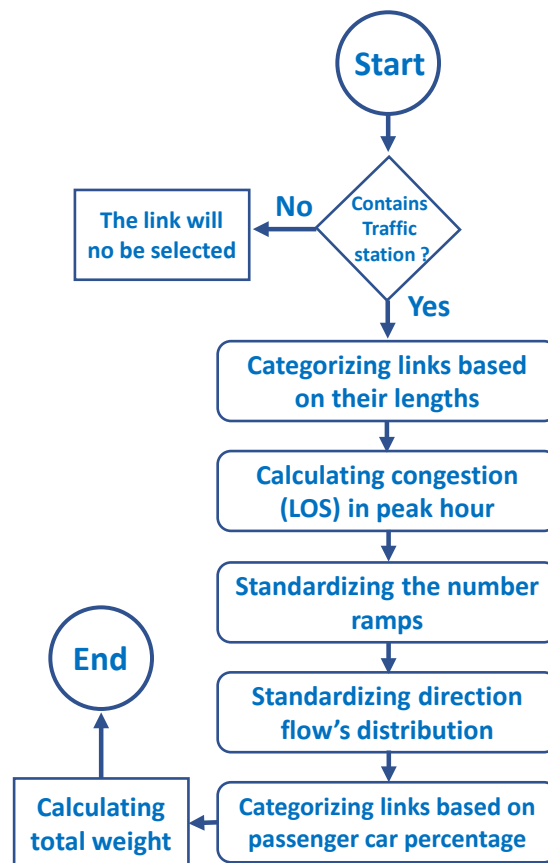 Start
Contains
Traffic
station ?
No
The link will
no be selected
Yes
Categorizing links based
on their lengths
Calculating congestion
(LOS) in peak hour
Standardizing the number
ramps
Standardizing direction
flow's distribution
Categorizing links based on
passenger car percentage
Calculating
total weight
End